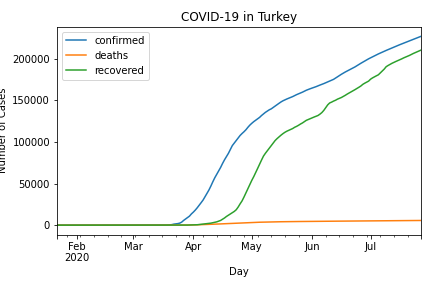 COVID-19 in Turkey
confirmed
deaths
recovered
200000
150000
100000
50000
0
Number of Cases
Feb
2020
Mar
Apr
May
Jun
Jul
Day